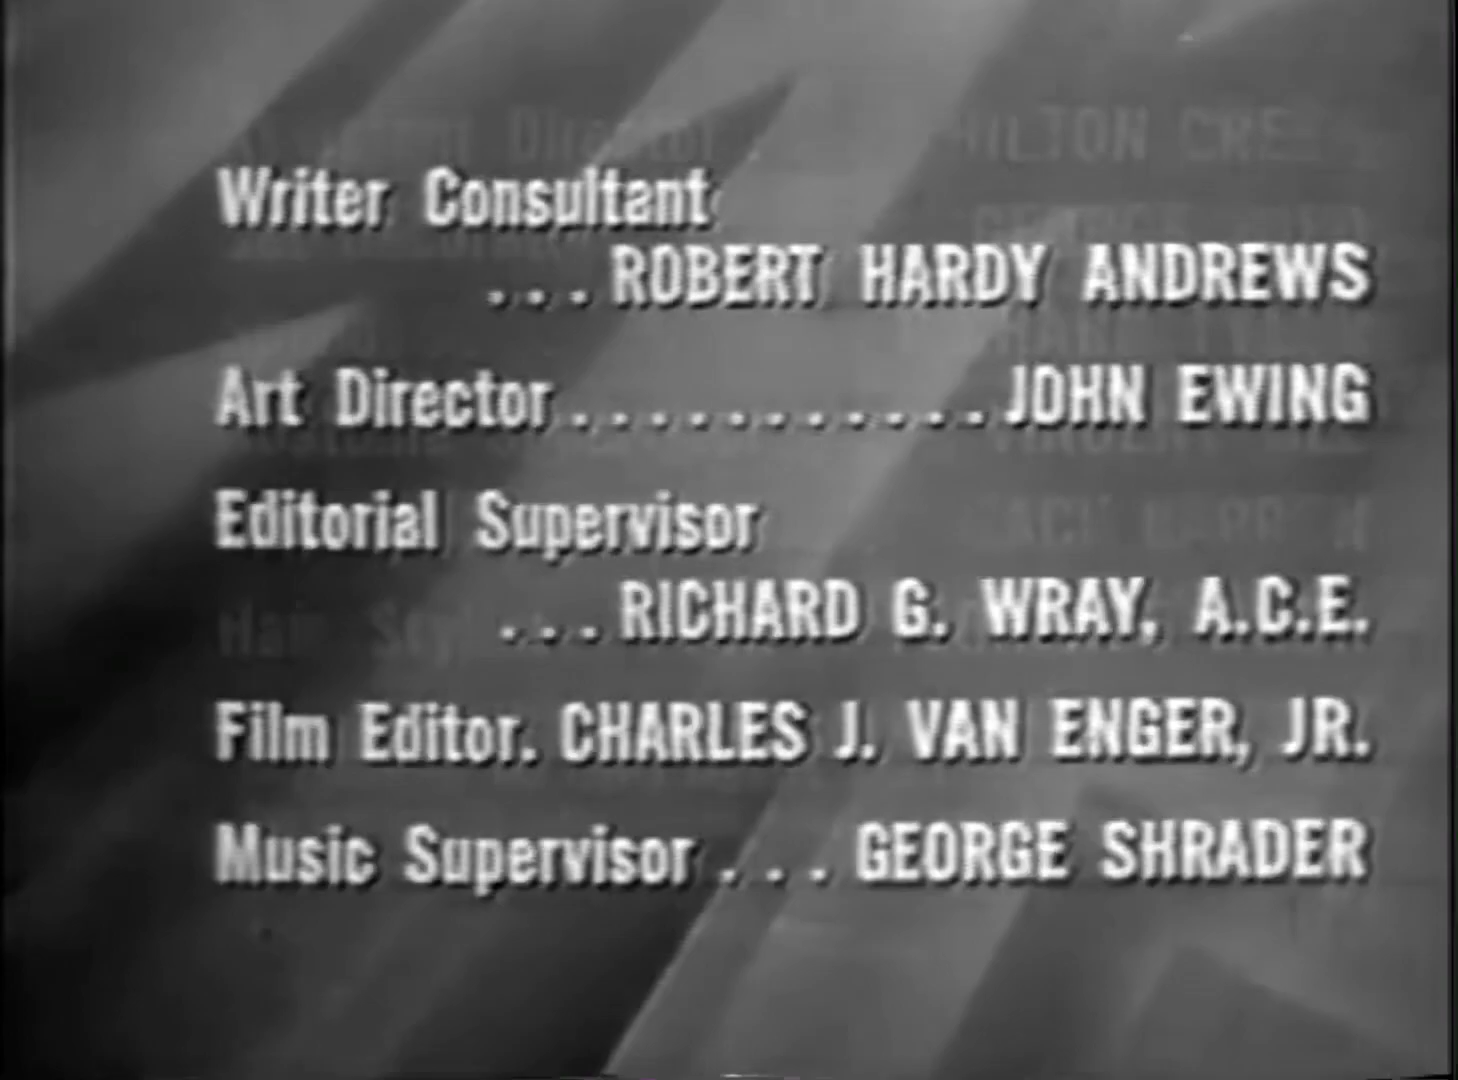 Writer Consultant
...ROBERT HARDY ANDREWS
Art Director...........JOHN EWING
Editorial Supervisor
...RICHARD G. WRAY, A.C.E.
Film Editor. CHARLES J. VAN ENGER, JR.
Music Supervisor...GEORGE SHRADER